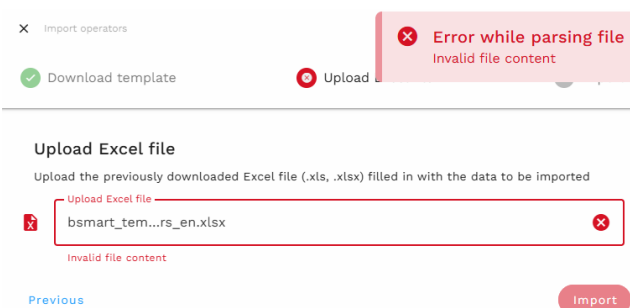 Import operators
Error while parsing file
Invalid file content
Download template
Upload
Upload Excel file
Upload the previously downloaded Excel file (.xls, .xlsx) filled in with the data to be imported
Upload Excel file
bsmart_tem...rs_en.xlsx
Invalid file content
Previous
Import